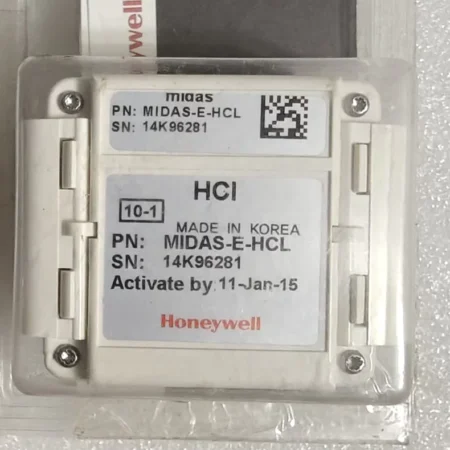 Honeywell
midas
PN: MIDAS-E-HCL
SN: 14K96281
HCl
10-1
MADE IN KOREA
PN: MIDAS-E-HCL
SN: 14K96281
Activate by 11-Jan-15
Honeywell